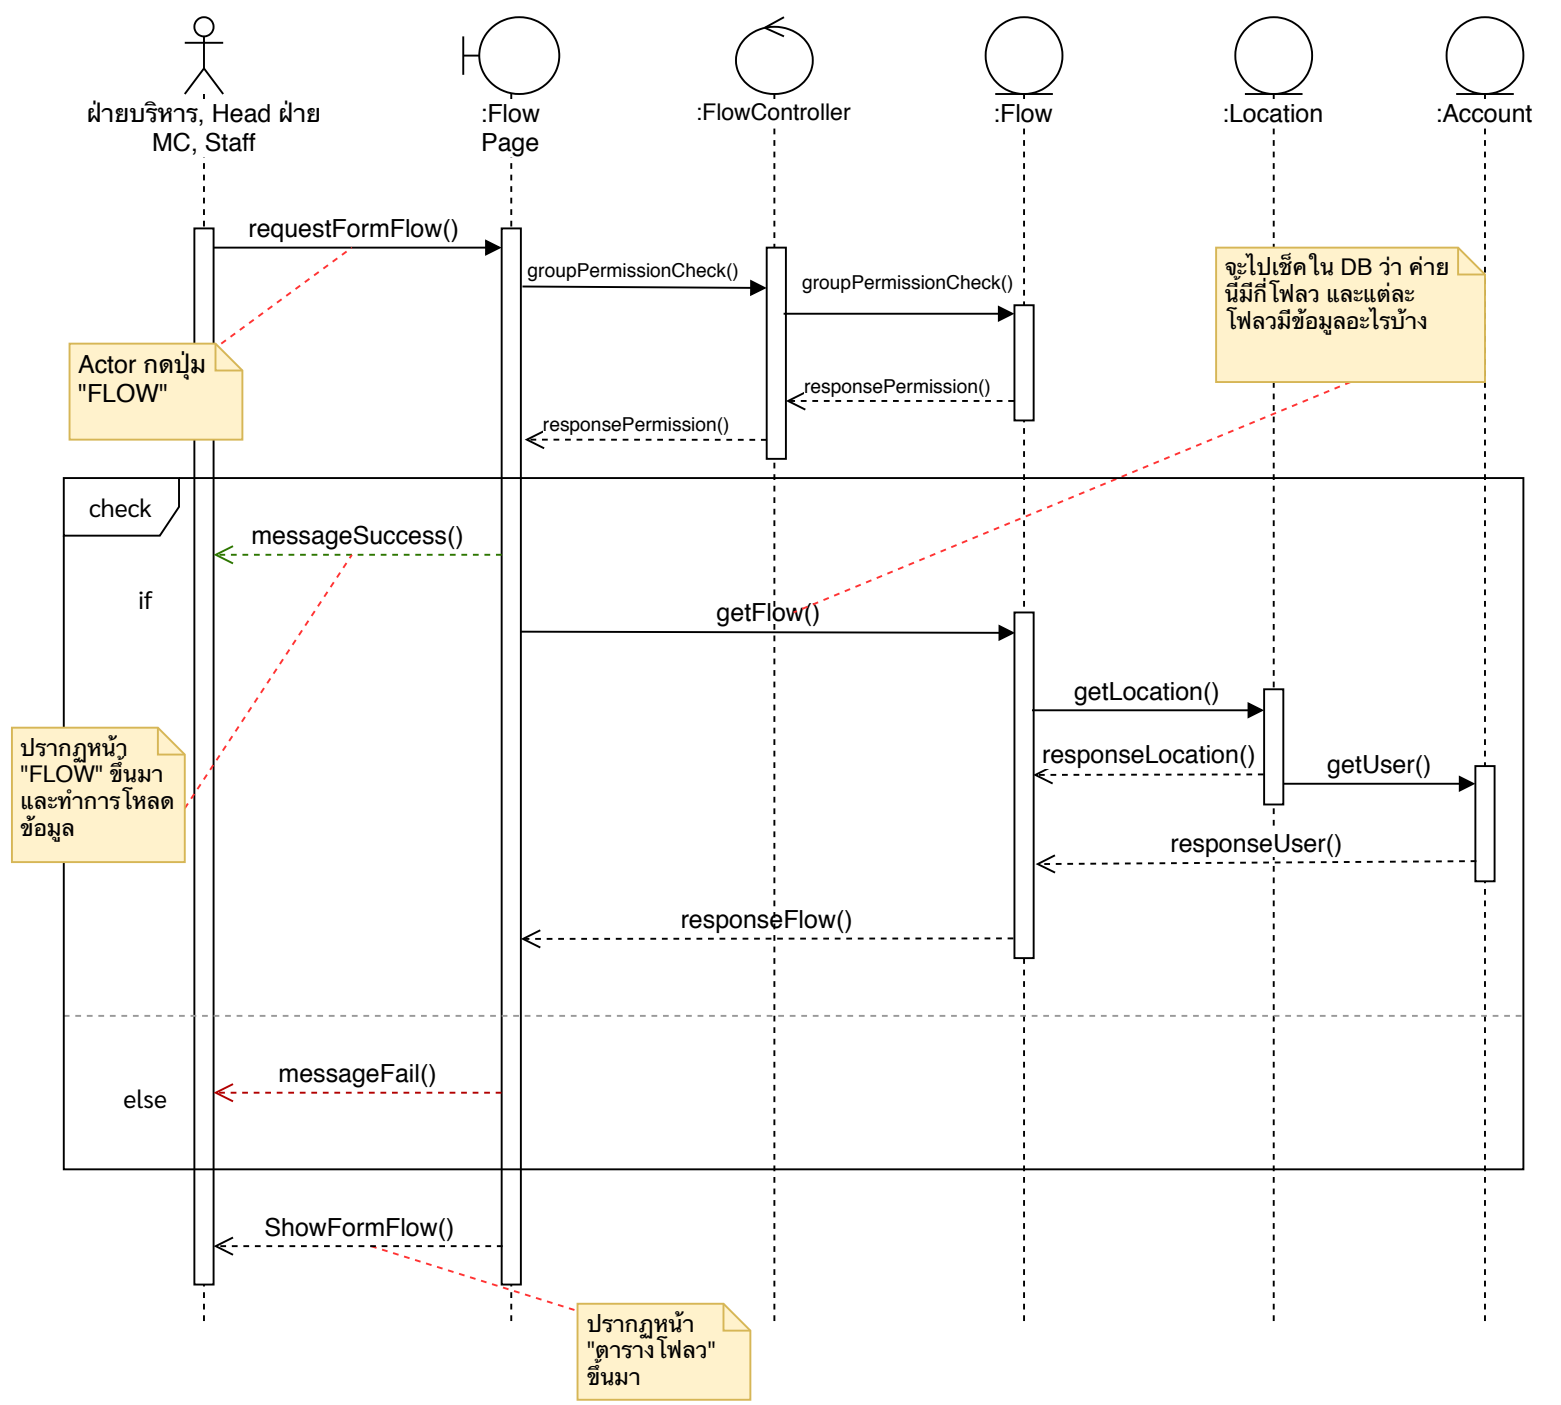 ฝ่ายบริหาร, Head ฝ่าย
MC, Staff
:Flow
Page
:FlowController
:Flow
:Location
:Account
requestFormFlow()
groupPermissionCheck()
groupPermissionCheck()
จะไปเช็คใน DB ว่า ค่าย
นี้มีกี่โฟลว และแต่ละ
โฟลวมีข้อมูลอะไรบ้าง
Actor กดปุ่ม
"FLOW"
responsePermission()
responsePermission()
check
messageSuccess()
if
getFlow()
getLocation()
ปรากฏหน้า
"FLOW" ขึ้นมา
และทำการโหลด
ข้อมูล
responseLocation()
getUser()
responseUser()
responseFlow()
messageFail()
else
ShowFormFlow()
ปรากฏหน้า
"ตารางโฟลว"
ขึ้นมา